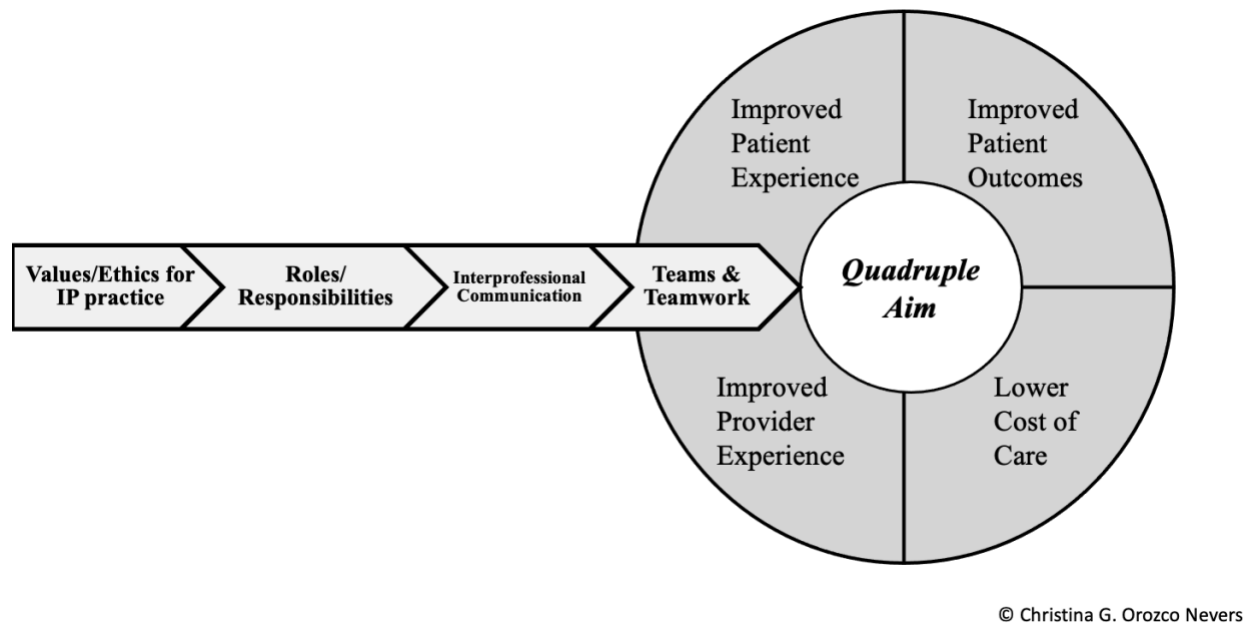 Values/Ethics for
IP practice
Roles/
Responsibilities
Interprofessional
Communication
Teams &
Teamwork
Improved
Patient
Experience
Improved
Patient
Outcomes
Quadruple
Aim
Improved
Provider
Experience
Lower
Cost of
Care
© Christina G. Orozco Nevers